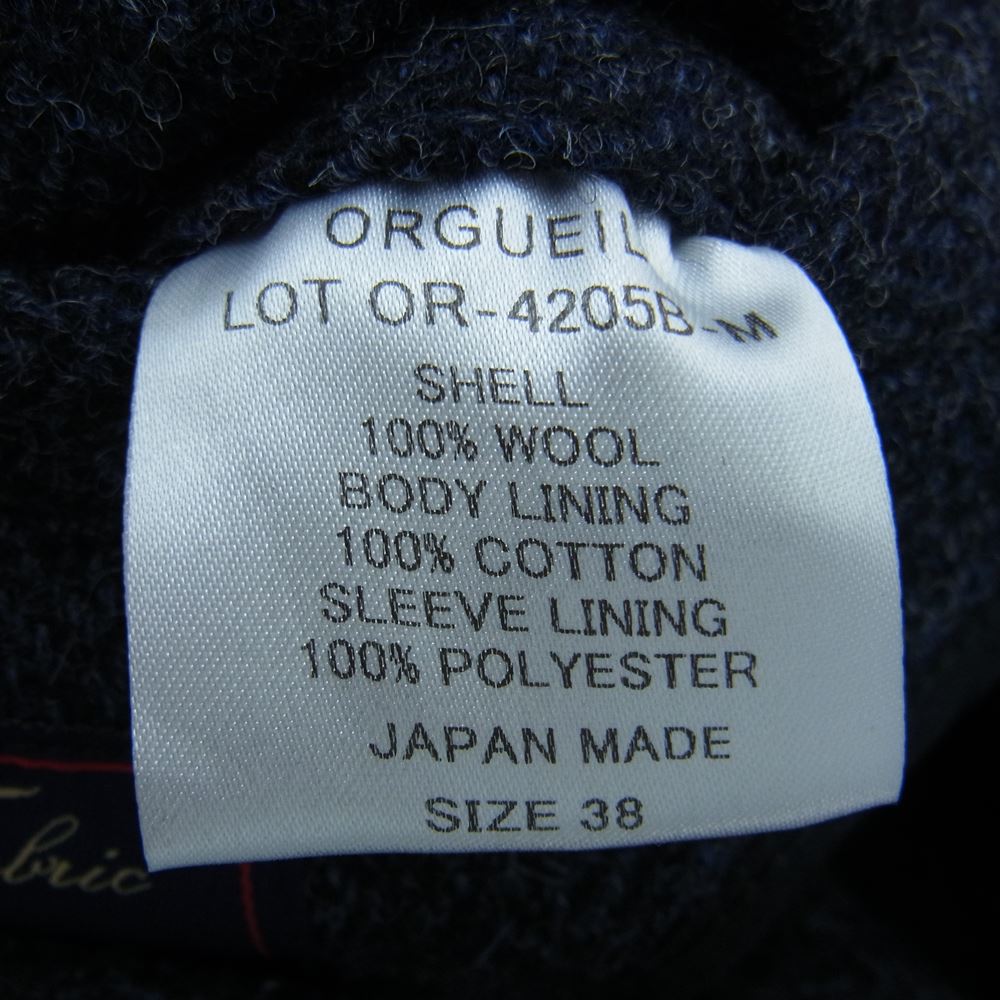 ORGUEIL
LOT OR-4205B-M
SHELL
100% WOOL
BODY LINING
100% COTTON
SLEEVE LINING
100% POLYESTER
JAPAN MADE
SIZE 38